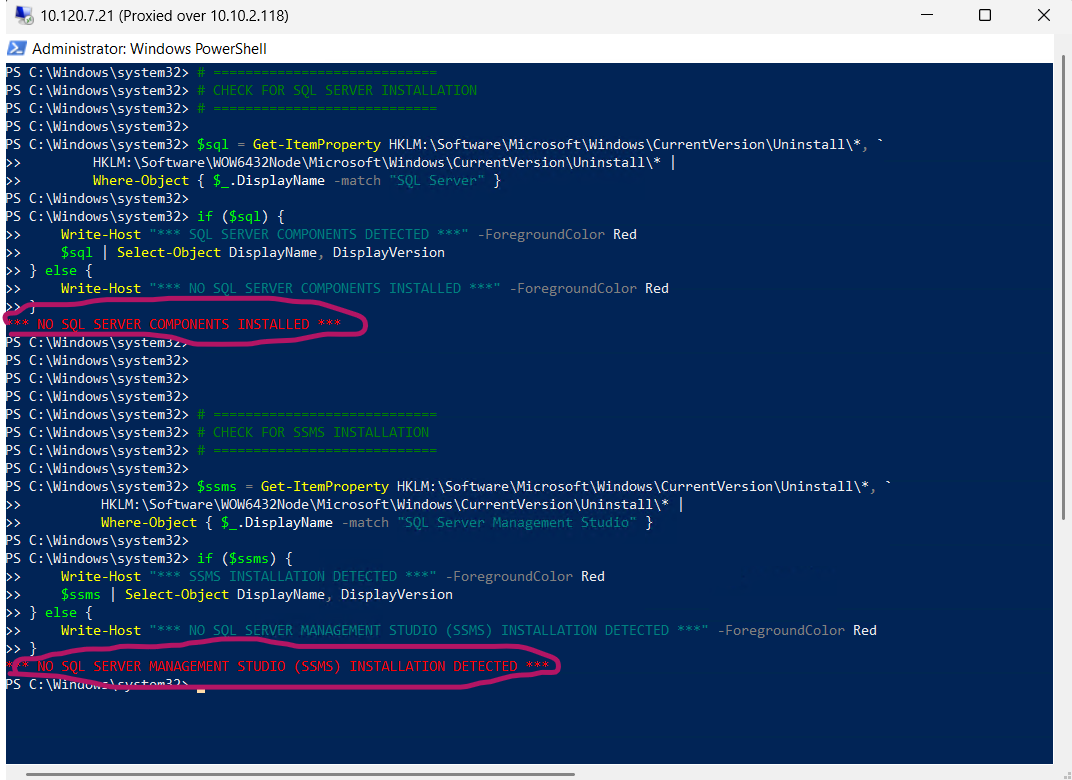 10.120.7.21 (Proxied over 10.10.2.118)
Administrator: Windows PowerShell
PS C:\Windows\system32> # ============================
PS C:\Windows\system32> # CHECK FOR SQL SERVER INSTALLATION
PS C:\Windows\system32> # ============================
PS C:\Windows\system32>
PS C:\Windows\system32> $sql = Get-ItemProperty HKLM:\Software\Microsoft\Windows\CurrentVersion\Uninstall\*, `
>>         HKLM:\Software\WOW6432Node\Microsoft\Windows\CurrentVersion\Uninstall\* |
>>         Where-Object { $_.DisplayName -match "SQL Server" }
PS C:\Windows\system32>
PS C:\Windows\system32> if ($sql) {
>>     Write-Host "*** SQL SERVER COMPONENTS DETECTED ***" -ForegroundColor Red
>>     $sql | Select-Object DisplayName, DisplayVersion
>> } else {
>>     Write-Host "*** NO SQL SERVER COMPONENTS INSTALLED ***" -ForegroundColor Red
>> }
*** NO SQL SERVER COMPONENTS INSTALLED ***
PS C:\Windows\system32>
PS C:\Windows\system32>
PS C:\Windows\system32>
PS C:\Windows\system32>
PS C:\Windows\system32> # ============================
PS C:\Windows\system32> # CHECK FOR SSMS INSTALLATION
PS C:\Windows\system32> # ============================
PS C:\Windows\system32>
PS C:\Windows\system32> $ssms = Get-ItemProperty HKLM:\Software\Microsoft\Windows\CurrentVersion\Uninstall\*, `
>>          HKLM:\Software\WOW6432Node\Microsoft\Windows\CurrentVersion\Uninstall\* |
>>          Where-Object { $_.DisplayName -match "SQL Server Management Studio" }
PS C:\Windows\system32>
PS C:\Windows\system32> if ($ssms) {
>>     Write-Host "*** SSMS INSTALLATION DETECTED ***" -ForegroundColor Red
>>     $ssms | Select-Object DisplayName, DisplayVersion
>> } else {
>>     Write-Host "*** NO SQL SERVER MANAGEMENT STUDIO (SSMS) INSTALLATION DETECTED ***" -ForegroundColor Red
>> }
*** NO SQL SERVER MANAGEMENT STUDIO (SSMS) INSTALLATION DETECTED ***
PS C:\Windows\system32>